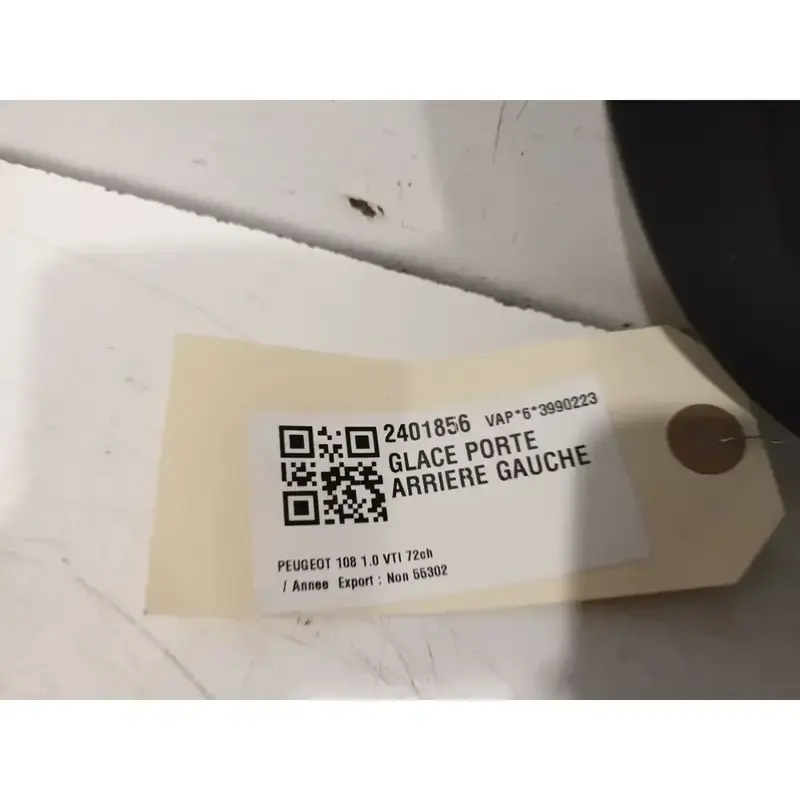 2401856 VAP*6*3990223
GLACE PORTE
ARRIERE GAUCHE
PEUGEOT 108 1.0 VTI 72ch
/ Annee Export : Non 55302